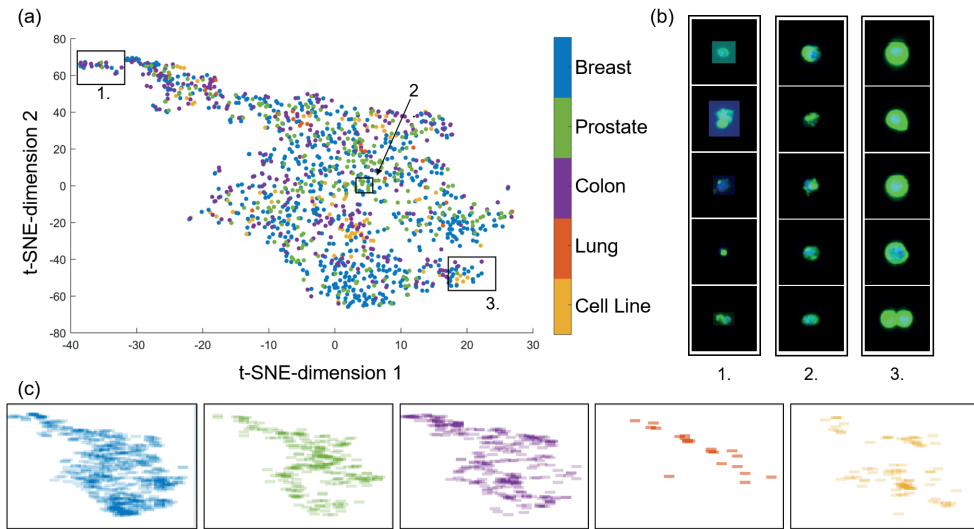 (a)
(b)
80
60
40
20
0
-20
-40
-60
-80
-40
-30
-20
-10
0
10
20
30
t-SNE-dimension 2
t-SNE-dimension 1
1.
2
3.
Breast
Prostate
Colon
Lung
Cell Line
1.
2.
3.
(c)